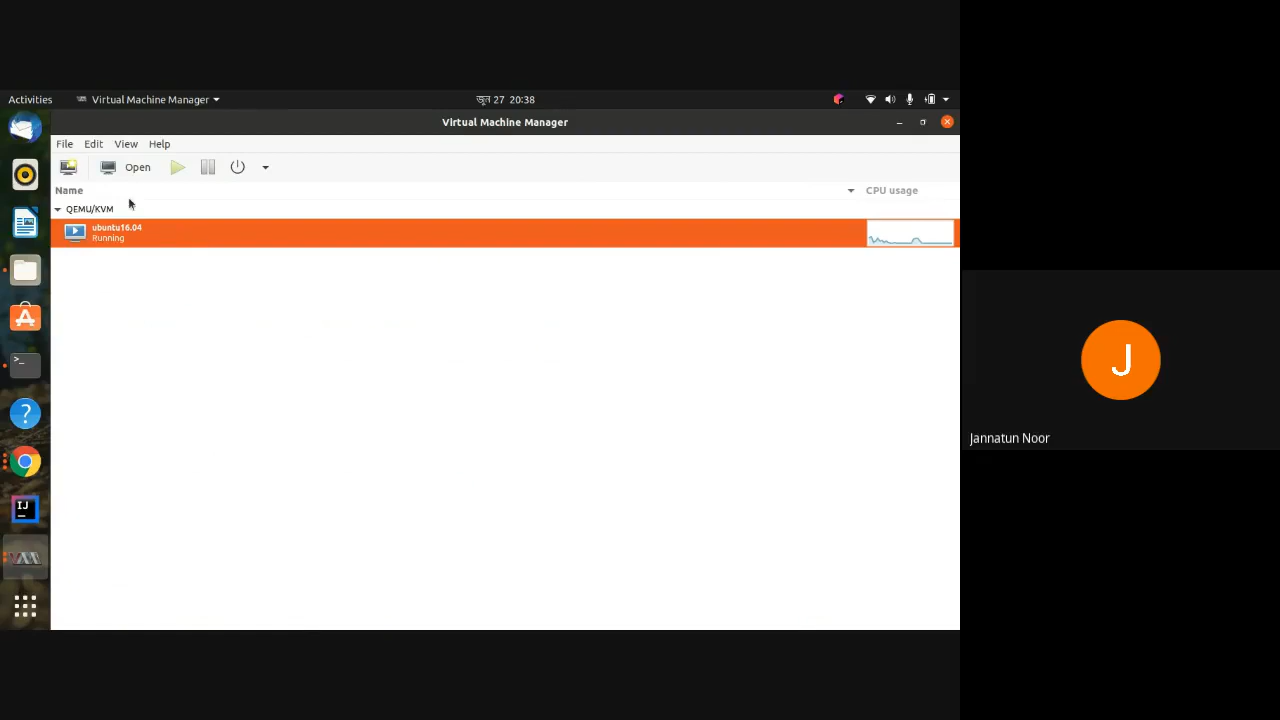 Activities
Virtual Machine Manager
জুন 27 20:38
Virtual Machine Manager
File Edit View Help
Open
Name
CPU usage
QEMU/KVM
ubuntu16.04
Running
>_
?
IJ
J
Jannatun Noor